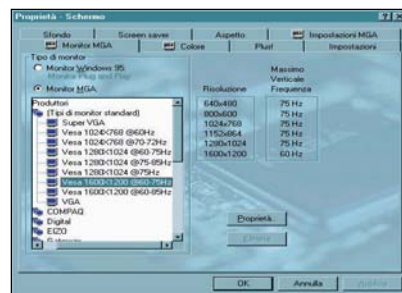 Proprietà - Schermo
Sfondo
Screen saver
Aspetto
Impostazioni MGA
Monitor MGA
Colore
Plus!
Impostazioni
Tipo di monitor
Monitor Windows 95
Monitor Plug and Play
Monitor MGA
Produttori
(Tipi di monitor standard)
Super VGA
Vesa 1024X768 @60Hz
Vesa 1024X768 @70-72Hz
Vesa 1280X1024 @60-75Hz
Vesa 1280X1024 @75-85Hz
Vesa 1280X1024 @75Hz
Vesa 1600X1200 @60-75Hz
Vesa 1600X1200 @60-85Hz
VGA
COMPAQ
Digital
EIZO
Massimo
Verticale
Risoluzione Frequenza
640x480 75 Hz
800x600 75 Hz
1024x768 75 Hz
1152x864 75 Hz
1280x1024 75 Hz
1600x1200 60 Hz
Proprietà...
OK
Annulla